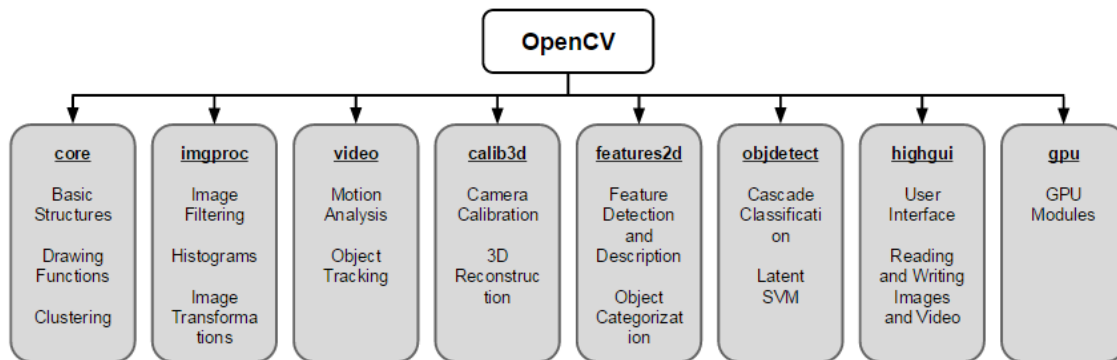 OpenCV
core
Basic
Structures
Drawing
Functions
Clustering
imgproc
Image
Filtering
Histograms
Image
Transforma
tions
video
Motion
Analysis
Object
Tracking
calib3d
Camera
Calibration
3D
Reconstruc
tion
features2d
Feature
Detection
and
Description
Object
Categorizat
ion
objdetect
Cascade
Classificati
on
Latent
SVM
highgui
User
Interface
Reading
and Writing
Images
and Video
gpu
GPU
Modules